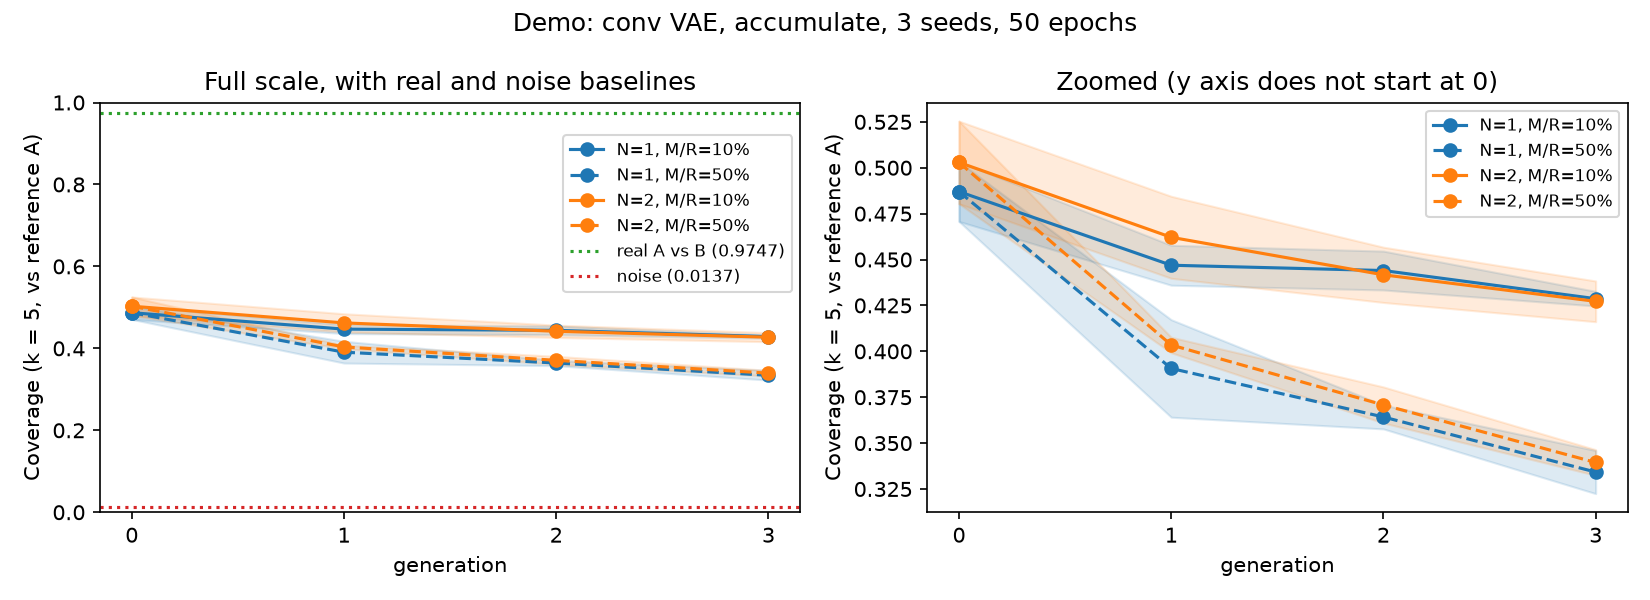 Demo: conv VAE, accumulate, 3 seeds, 50 epochs
Full scale, with real and noise baselines
Coverage (k = 5, vs reference A)
1.0
0.8
0.6
0.4
0.2
0.0
N=1, M/R=10%
N=1, M/R=50%
N=2, M/R=10%
N=2, M/R=50%
real A vs B (0.9747)
noise (0.0137)
0 1 2 3
generation
Zoomed (y axis does not start at 0)
Coverage (k = 5, vs reference A)
0.525
0.500
0.475
0.450
0.425
0.400
0.375
0.350
0.325
N=1, M/R=10%
N=1, M/R=50%
N=2, M/R=10%
N=2, M/R=50%
0 1 2 3
generation